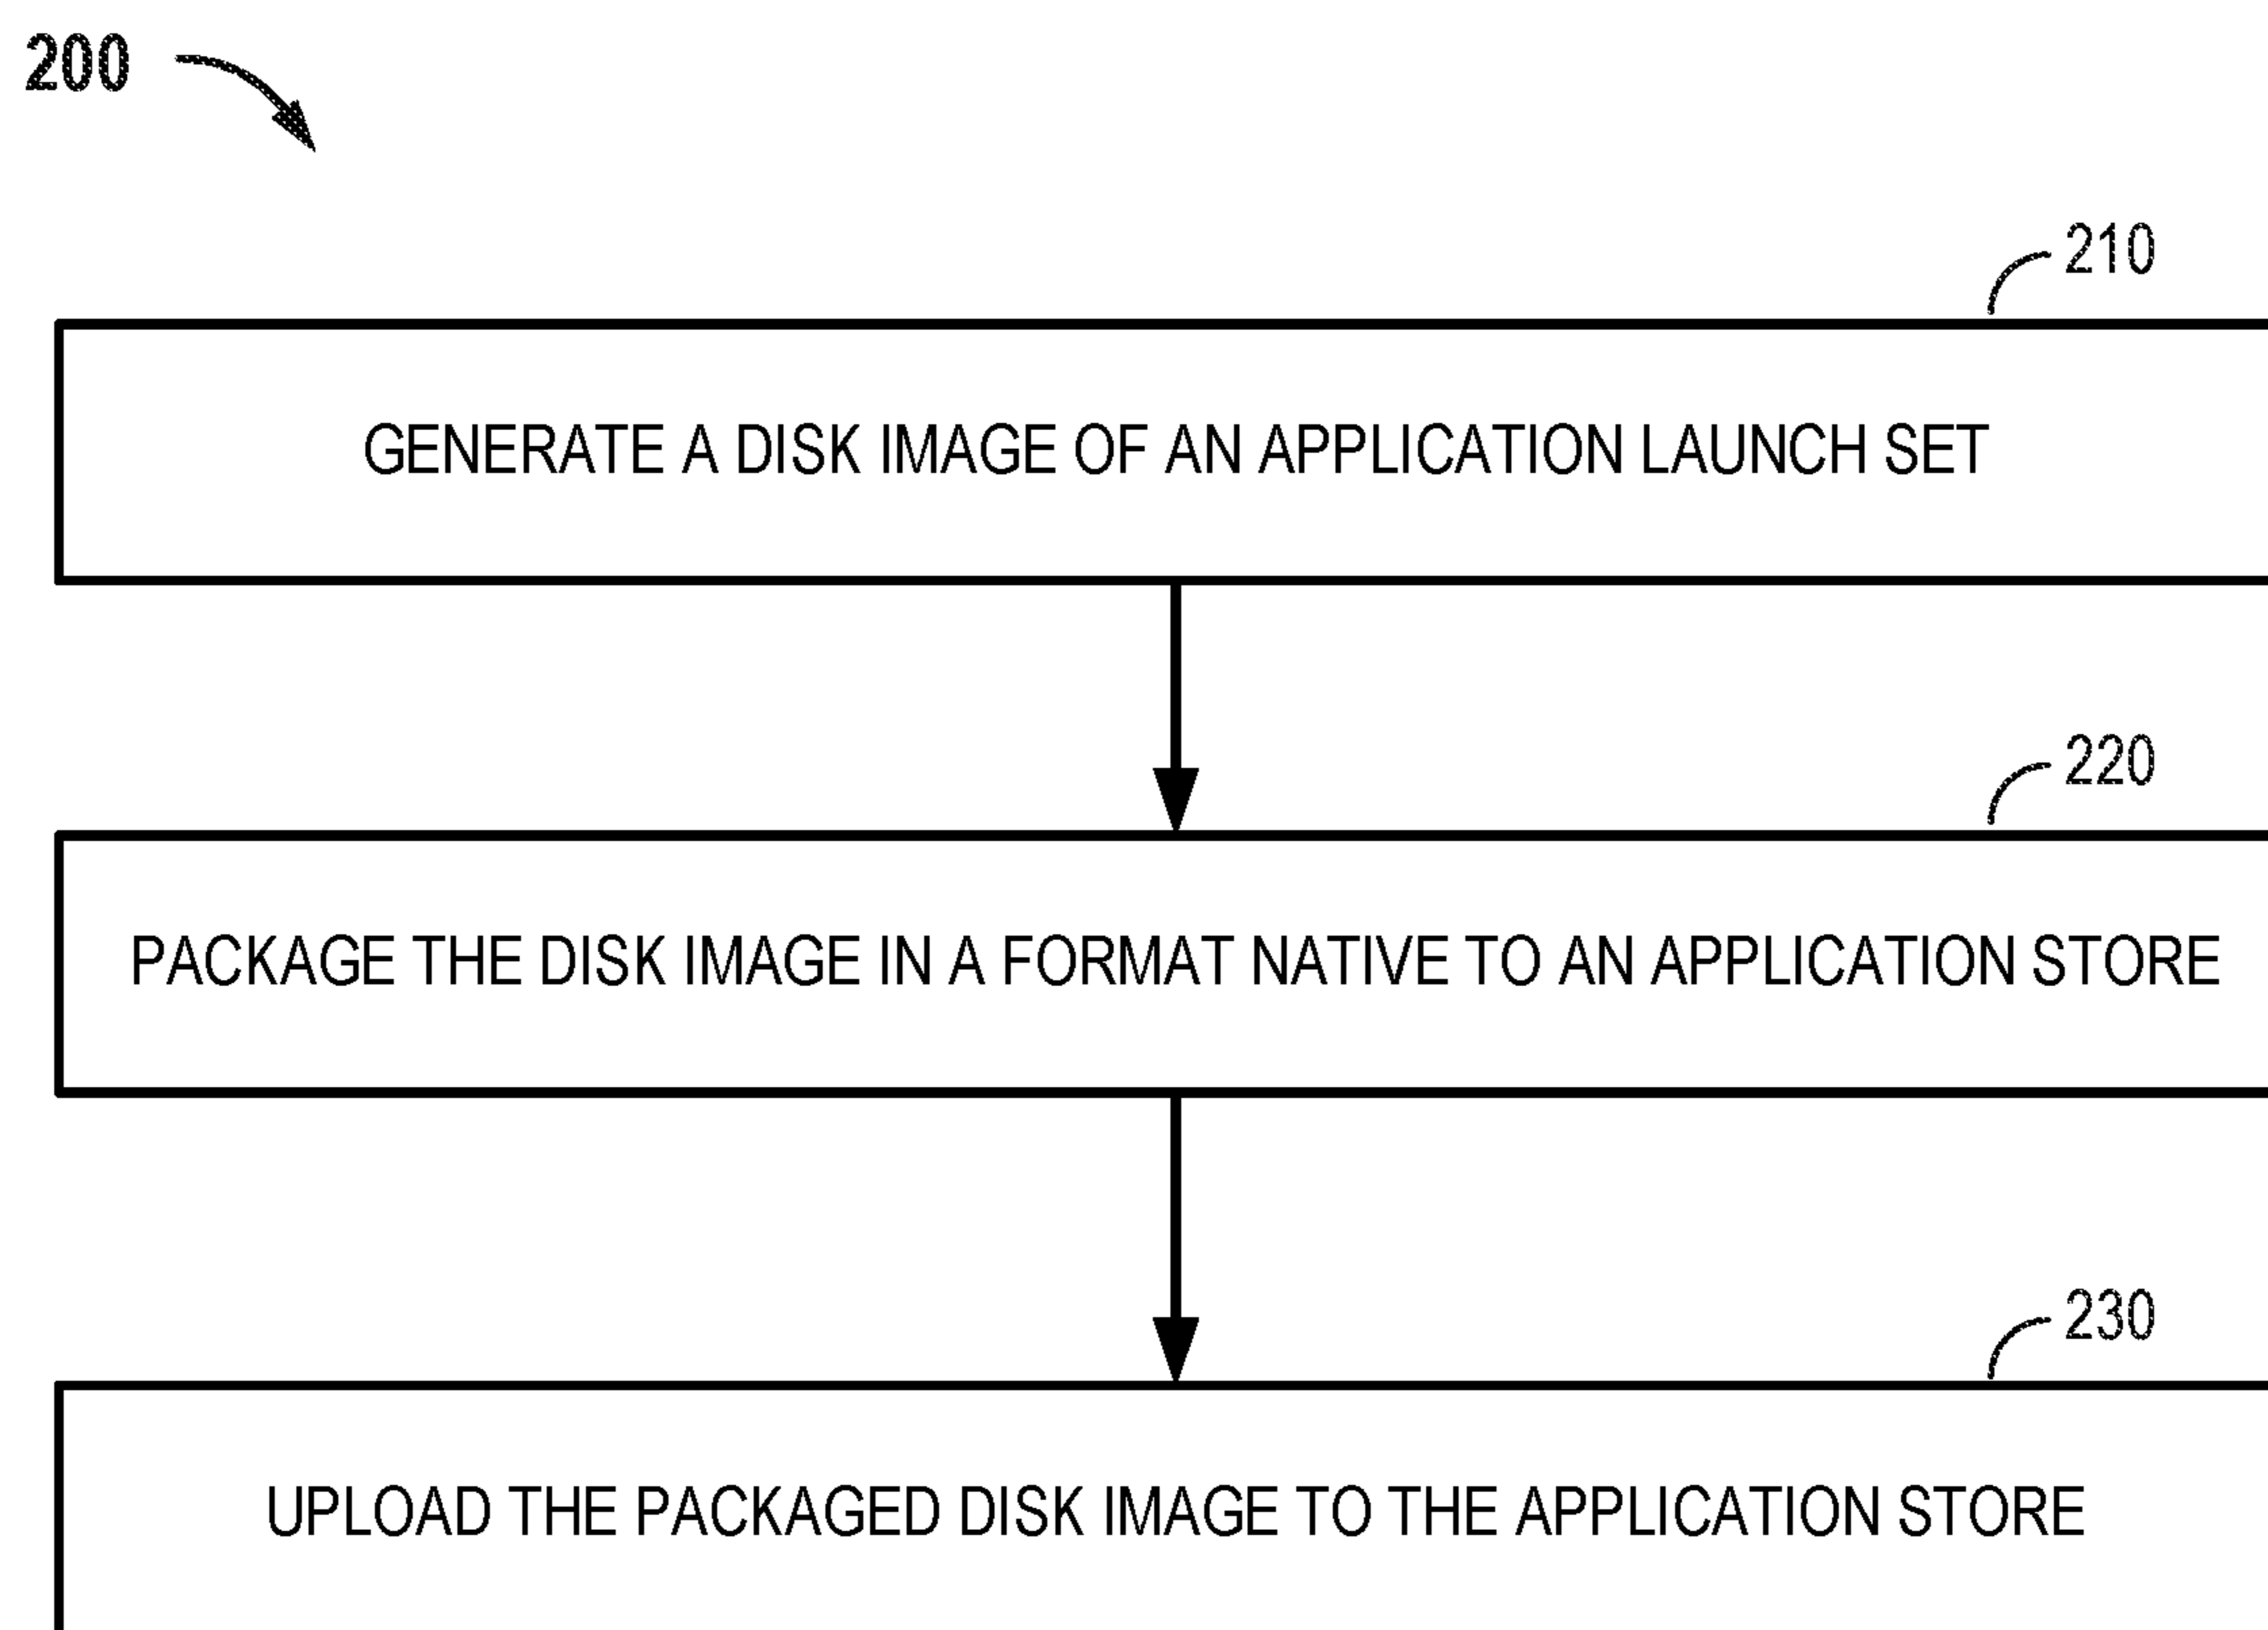 200
210
GENERATE A DISK IMAGE OF AN APPLICATION LAUNCH SET
220
PACKAGE THE DISK IMAGE IN A FORMAT NATIVE TO AN APPLICATION STORE
230
UPLOAD THE PACKAGED DISK IMAGE TO THE APPLICATION STORE